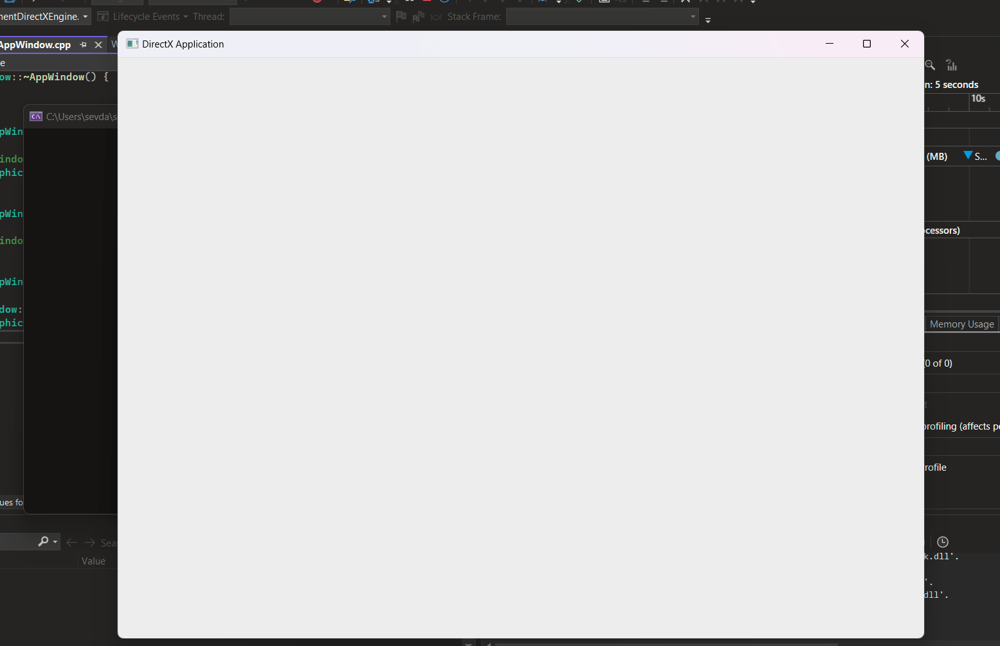 nentDirectXEngine.
Lifecycle Events
Thread:
Stack Frame:
AppWindow.cpp
W
DirectX Application
e
ow::~AppWindow() {
n: 5 seconds
10s
C:\Users\sevda\s
pWin
indo
(MB)
S...
phic
pWin
ocessors)
indo
pWin
dow:
phic
Memory Usage
(0 of 0)
t
profiling (affects pe
rofile
ues fo
Sea
Value
k.dll'.
'.
dll'.